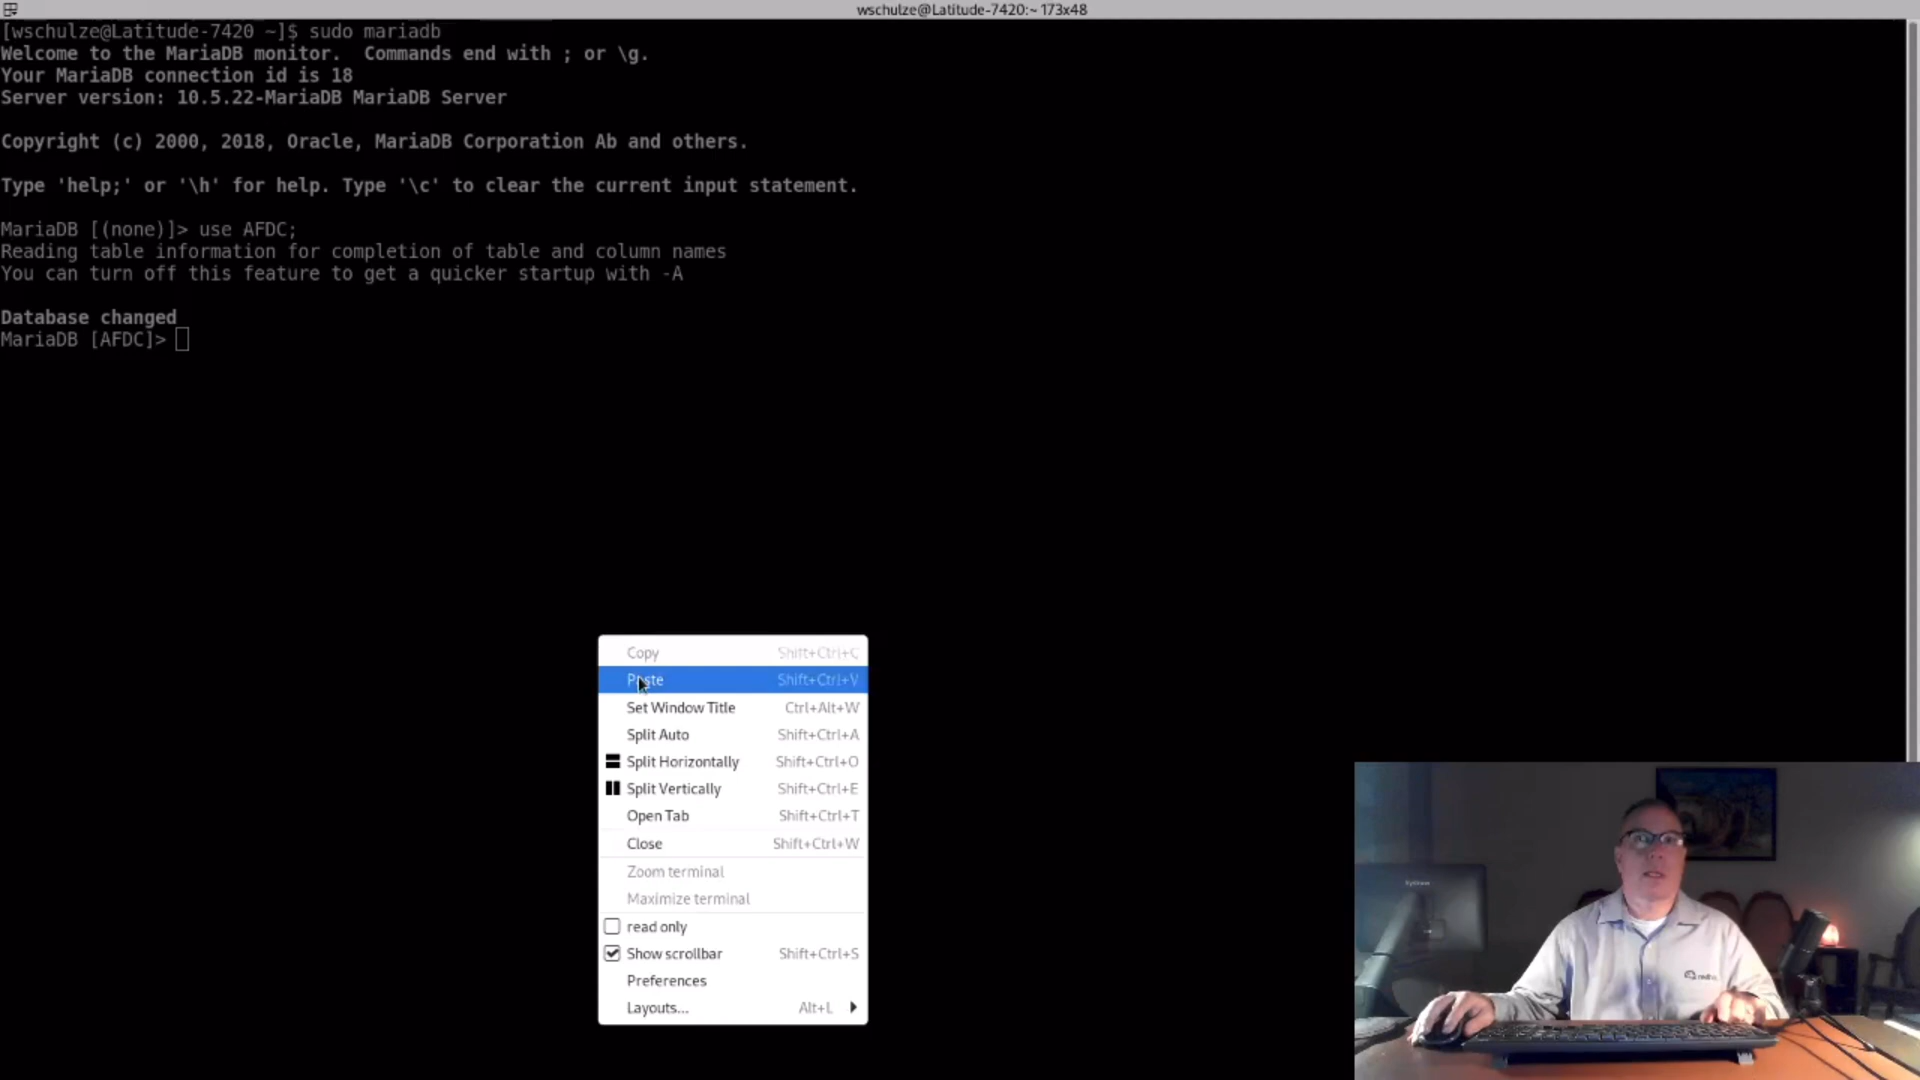 wschulze@Latitude-7420:~ 173x48
[wschulze@Latitude-7420 ~]$ sudo mariadb
Welcome to the MariaDB monitor.  Commands end with ; or \g.
Your MariaDB connection id is 18
Server version: 10.5.22-MariaDB MariaDB Server
Copyright (c) 2000, 2018, Oracle, MariaDB Corporation Ab and others.
Type 'help;' or '\h' for help. Type '\c' to clear the current input statement.
MariaDB [(none)]> use AFDC;
Reading table information for completion of table and column names
You can turn off this feature to get a quicker startup with -A
Database changed
MariaDB [AFDC]>
Copy Shift+Ctrl+C
Paste Shift+Ctrl+V
Set Window Title Ctrl+Alt+W
Split Auto Shift+Ctrl+A
Split Horizontally Shift+Ctrl+O
Split Vertically Shift+Ctrl+E
Open Tab Shift+Ctrl+T
Close Shift+Ctrl+W
Zoom terminal
Maximize terminal
read only
Show scrollbar Shift+Ctrl+S
Preferences
Layouts... Alt+L